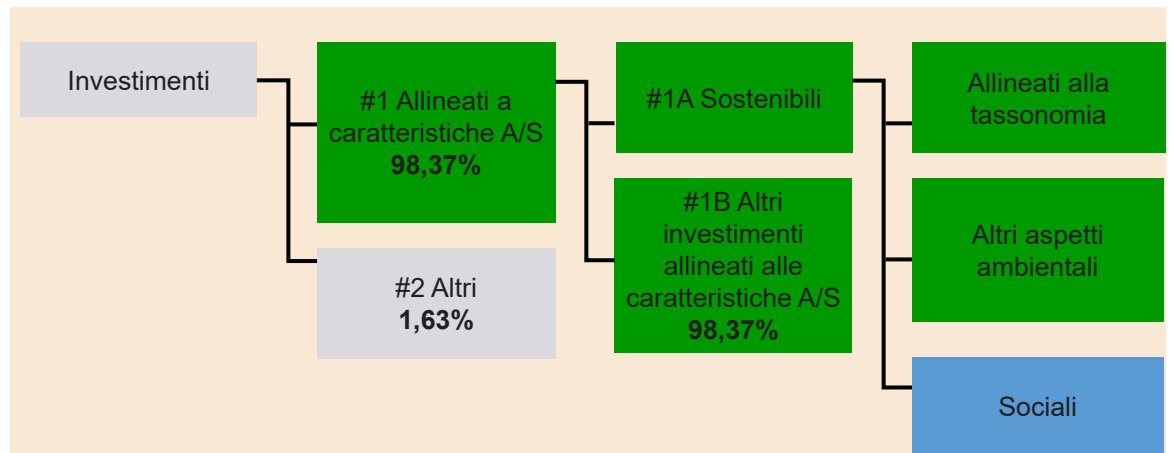 Investimenti
#1 Allineati a
caratteristiche A/S
98,37%
#2 Altri
1,63%
#1A Sostenibili
#1B Altri
investimenti
allineati alle
caratteristiche A/S
98,37%
Allineati alla
tassonomia
Altri aspetti
ambientali
Sociali